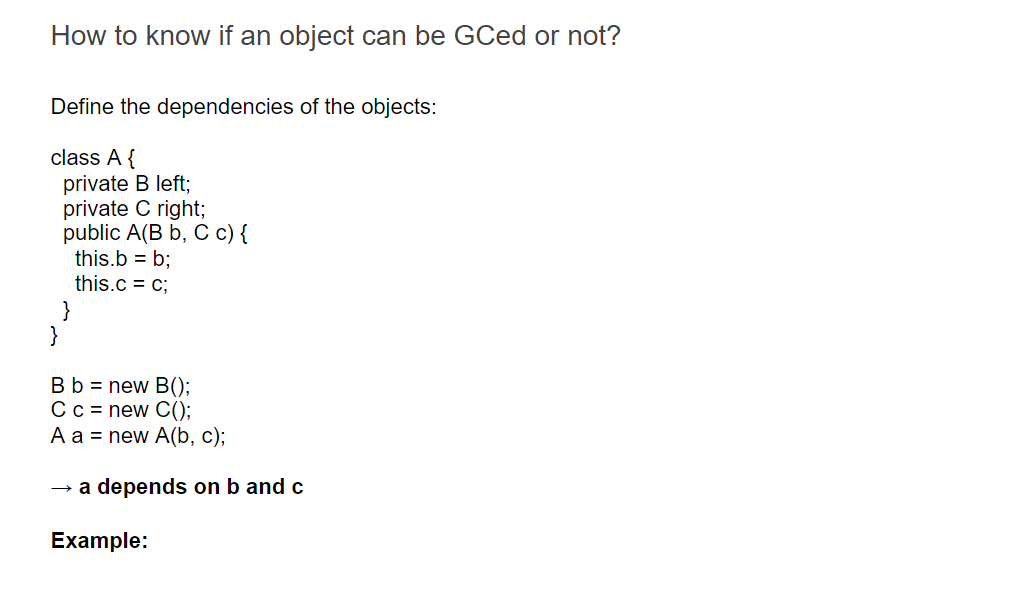 How to know if an object can be GCed or not?
Define the dependencies of the objects:
class A {
private B left;
private C right;
public A(B b, C c) {
this.b = b;
this.c = c;
}
}
B b = new B();
C c = new C();
A a = new A(b, c);
→ a depends on b and c
Example: